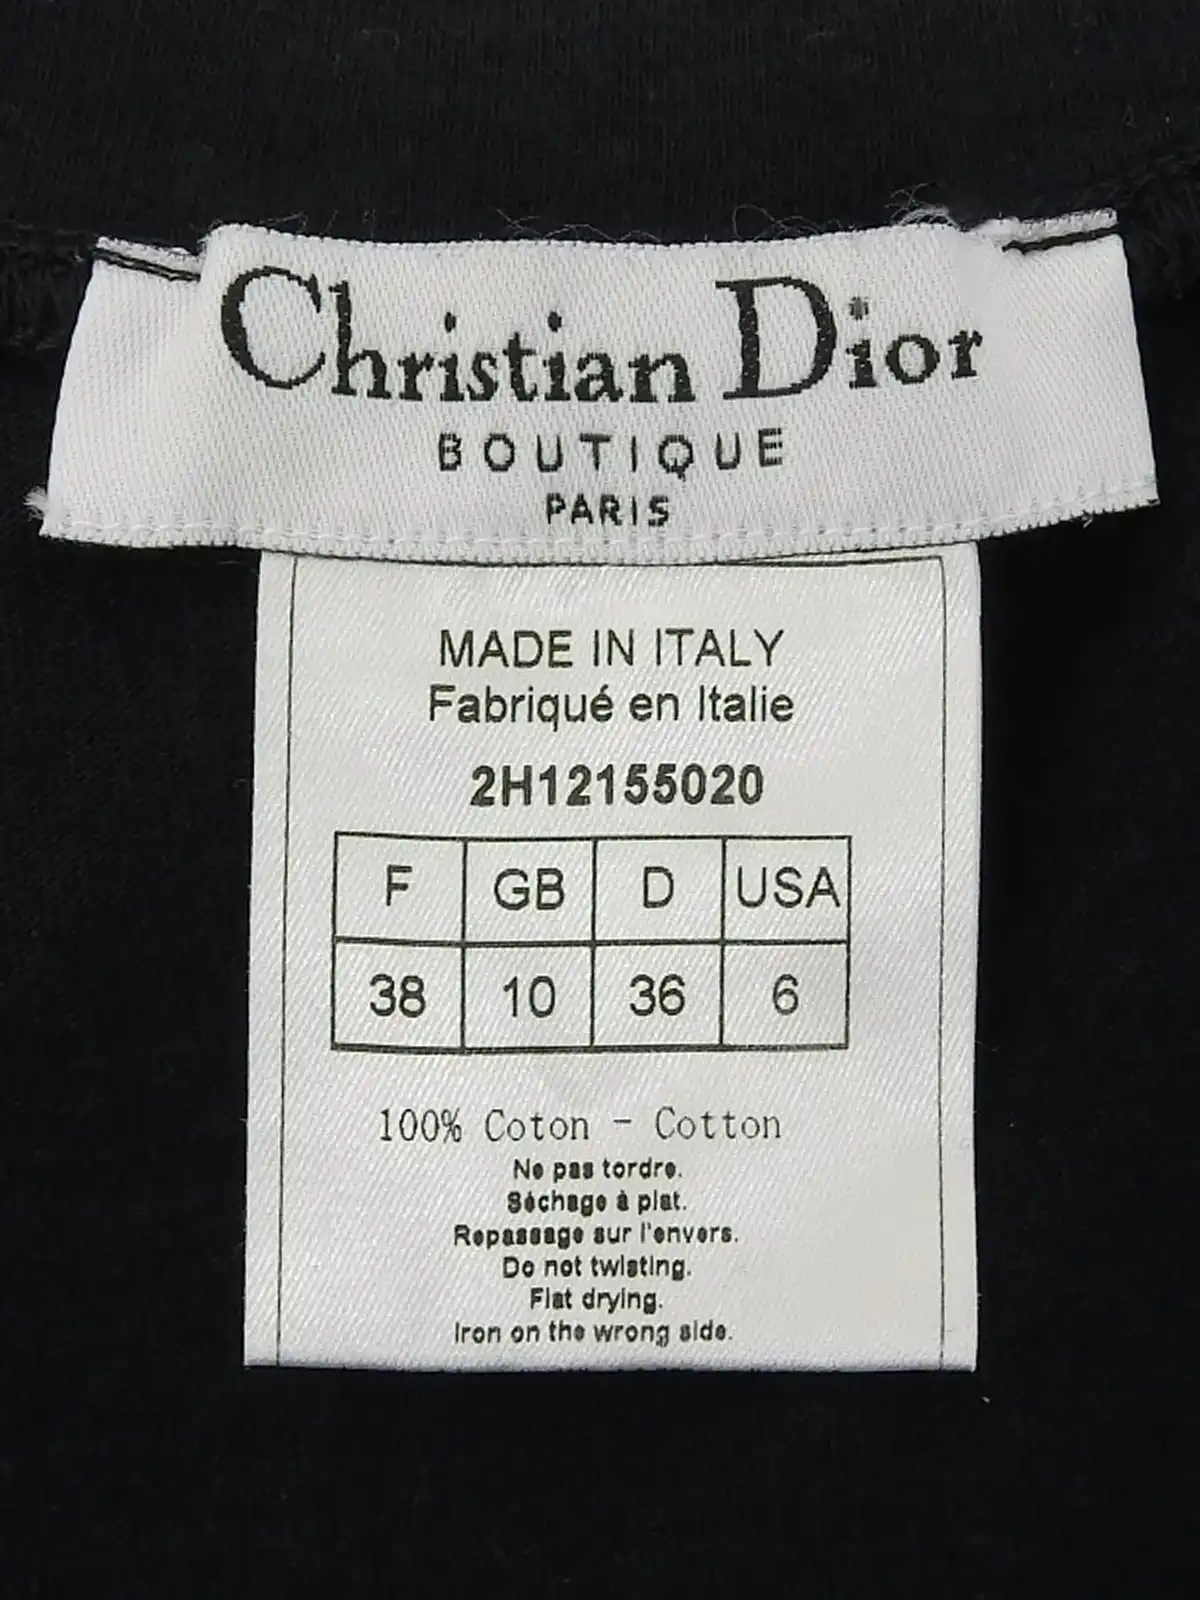 Christian Dior
BOUTIQUE
PARIS
MADE IN ITALY
Fabriqué en Italie
2H12155020
F GB D USA
38 10 36 6
100% Coton - Cotton
Ne pas tordre.
Séchage à plat.
Repassage sur l'envers.
Do not twisting.
Flat drying.
Iron on the wrong side.